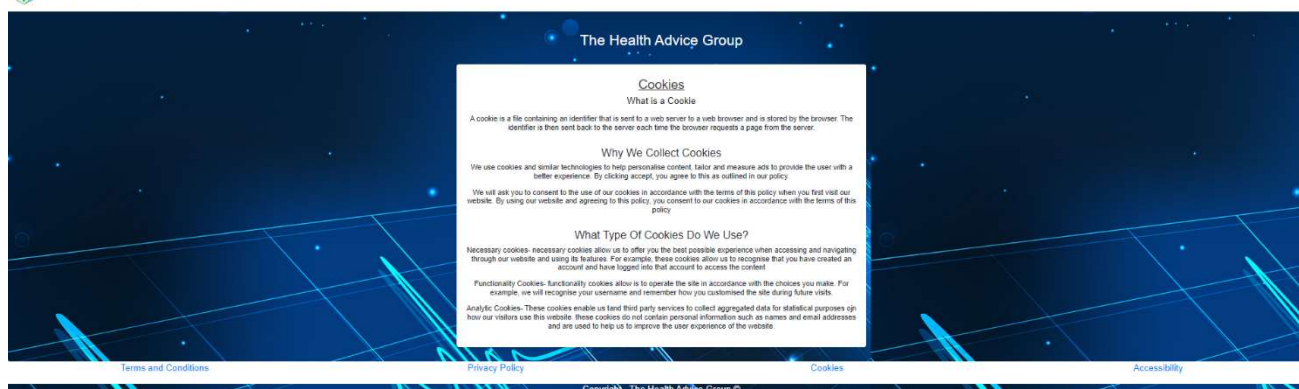 The Health Advice Group
Cookies
What is a Cookie
A cookie is a file containing an identifier that is sent to a web server to a web browser and is stored by the browser. The
identifier is then sent back to the server each time the browser requests a page from the server.
Why We Collect Cookies
We use cookies and similar technologies to help personalise content, tailor and measure ads to provide the user with a
better experience. By clicking accept, you agree to this as outlined in our policy.
We will ask you to consent to the use of our cookies in accordance with the terms of this policy when you first visit our
website. By using our website and agreeing to this policy, you consent to our cookies in accordance with the terms of this
policy
What Type Of Cookies Do We Use?
Necessary cookies- necessary cookies allow us to offer you the best possible experience when accessing and navigating
through our website and using its features. For example, these cookies allow us to recognise that you have created an
account and have logged into that account to access the content
Functionality Cookies- functionality cookies allow is to operate the site in accordance with the choices you make. For
example, we will recognise your username and remember how you customised the site during future visits.
Analytic Cookies- These cookies enable us tand third party services to collect aggregated data for statistical purposes ojn
how our visitors use this website. these cookies do not contain personal information such as names and email addresses
and are used to help us to improve the user experience of the website
Terms and Conditions Privacy Policy Cookies Accessibility
Copyright The Health Advice Group ©